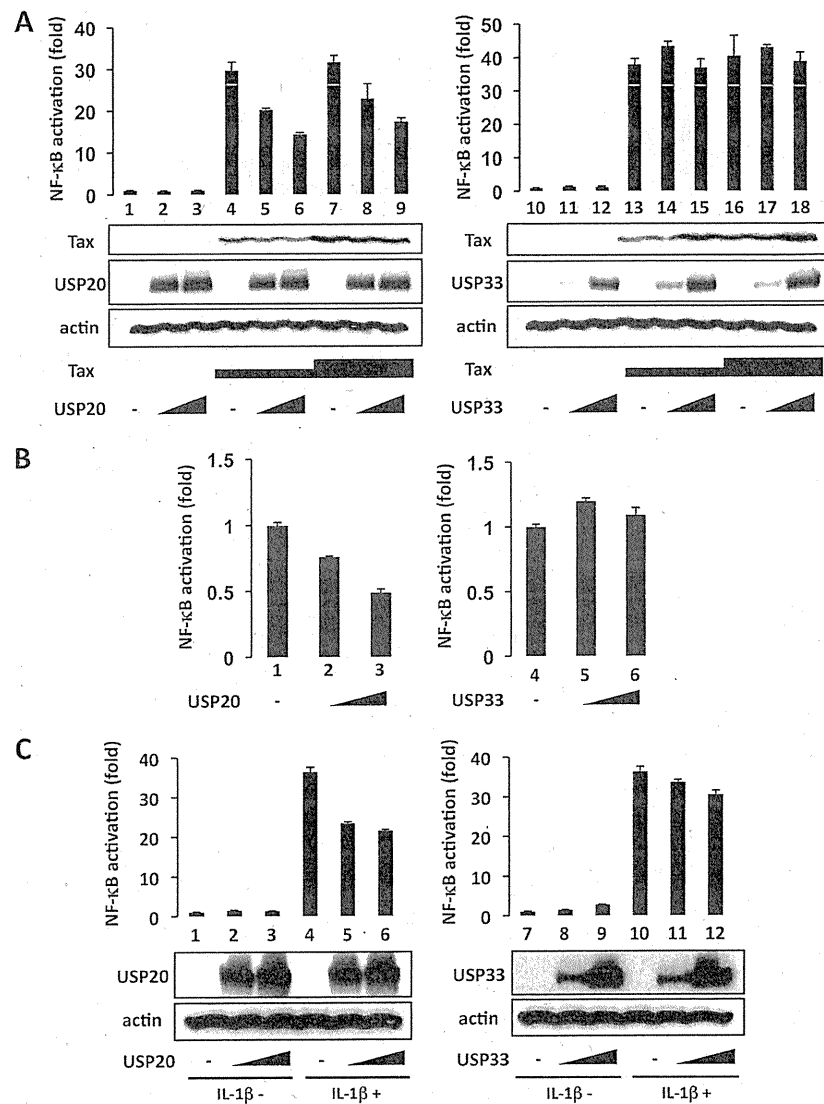 A
NF-κB activation (fold)
40
30
20
10
0
1 2 3 4 5 6 7 8 9
Tax
USP20
actin
Tax
USP20 -  -  -
NF-κB activation (fold)
50
40
30
20
10
0
10 11 12 13 14 15 16 17 18
Tax
USP33
actin
Tax
USP33 -  -  -
B
NF-κB activation (fold)
1.5
1
0.5
0
1 2 3
USP20 -
NF-κB activation (fold)
1.5
1
0.5
0
4 5 6
USP33 -
C
NF-κB activation (fold)
40
30
20
10
0
1 2 3 4 5 6
USP20
actin
USP20 -  -
IL-1β - IL-1β +
NF-κB activation (fold)
40
30
20
10
0
7 8 9 10 11 12
USP33
actin
USP33 -  -
IL-1β - IL-1β +